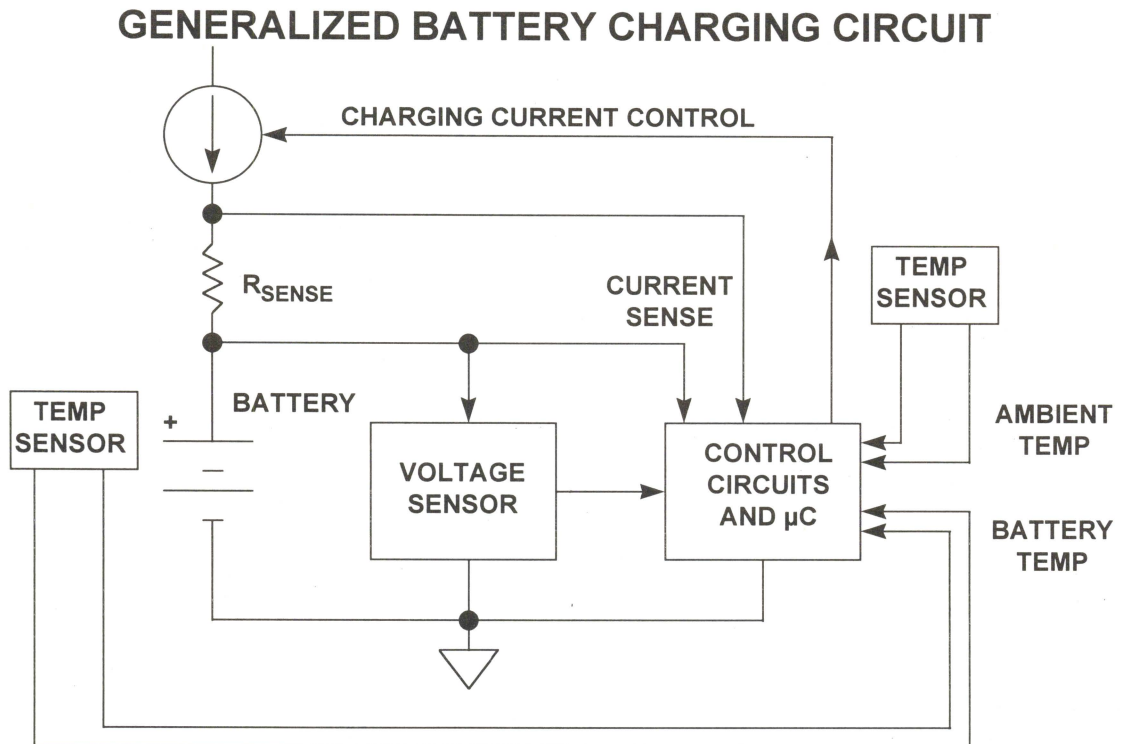 GENERALIZED BATTERY CHARGING CIRCUIT
CHARGING CURRENT CONTROL
RSENSE
CURRENT
SENSE
TEMP
SENSOR
TEMP
SENSOR
+
BATTERY
VOLTAGE
SENSOR
CONTROL
CIRCUITS
AND µC
AMBIENT
TEMP
BATTERY
TEMP